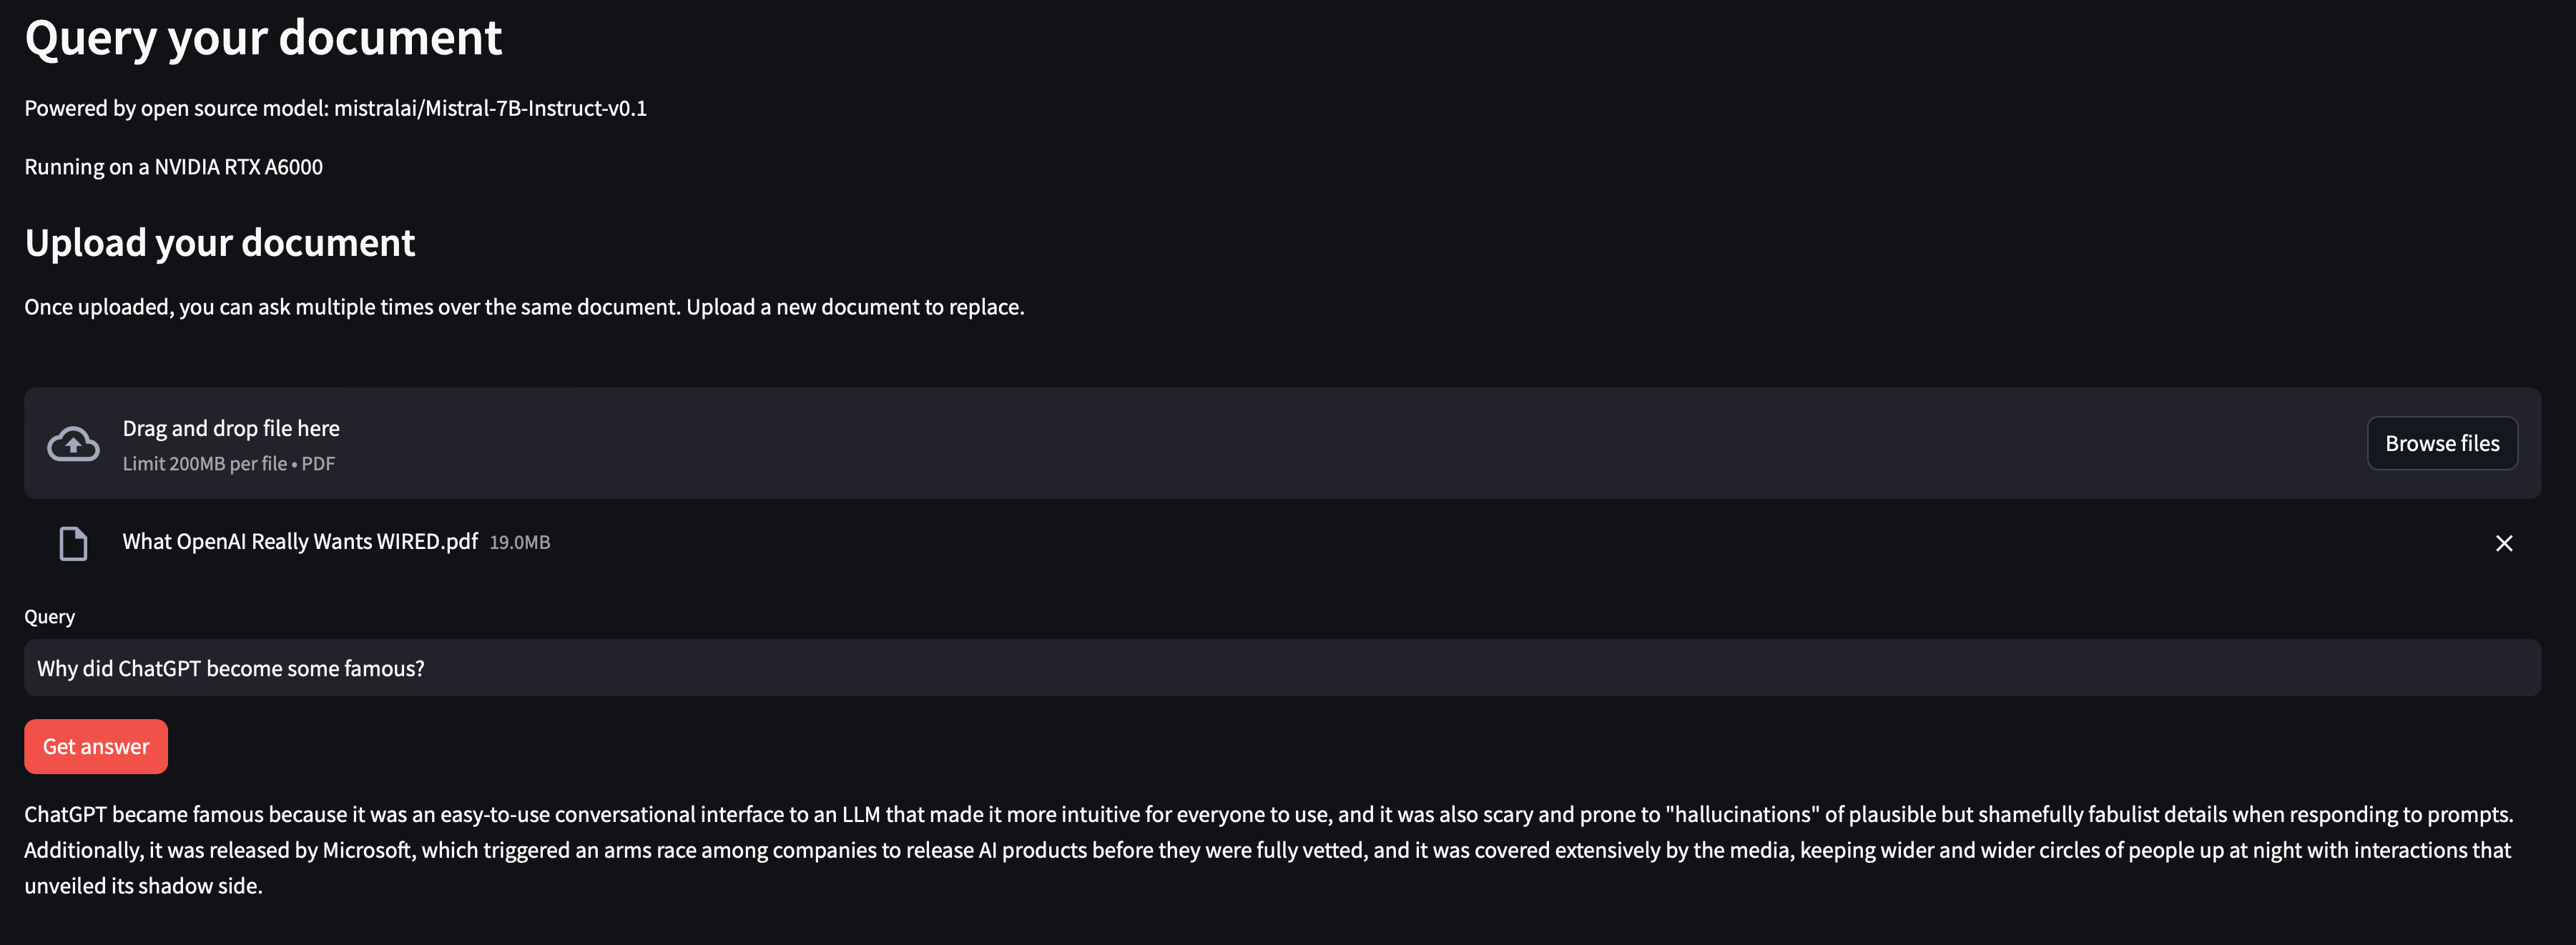 Query your document
Powered by open source model: mistralai/Mistral-7B-Instruct-v0.1
Running on a NVIDIA RTX A6000
Upload your document
Once uploaded, you can ask multiple times over the same document. Upload a new document to replace.
Drag and drop file here
Limit 200MB per file • PDF
Browse files
What OpenAI Really Wants WIRED.pdf 19.0MB
Query
Why did ChatGPT become some famous?
Get answer
ChatGPT became famous because it was an easy-to-use conversational interface to an LLM that made it more intuitive for everyone to use, and it was also scary and prone to "hallucinations" of plausible but shamefully fabulist details when responding to prompts.
Additionally, it was released by Microsoft, which triggered an arms race among companies to release AI products before they were fully vetted, and it was covered extensively by the media, keeping wider and wider circles of people up at night with interactions that
unveiled its shadow side.